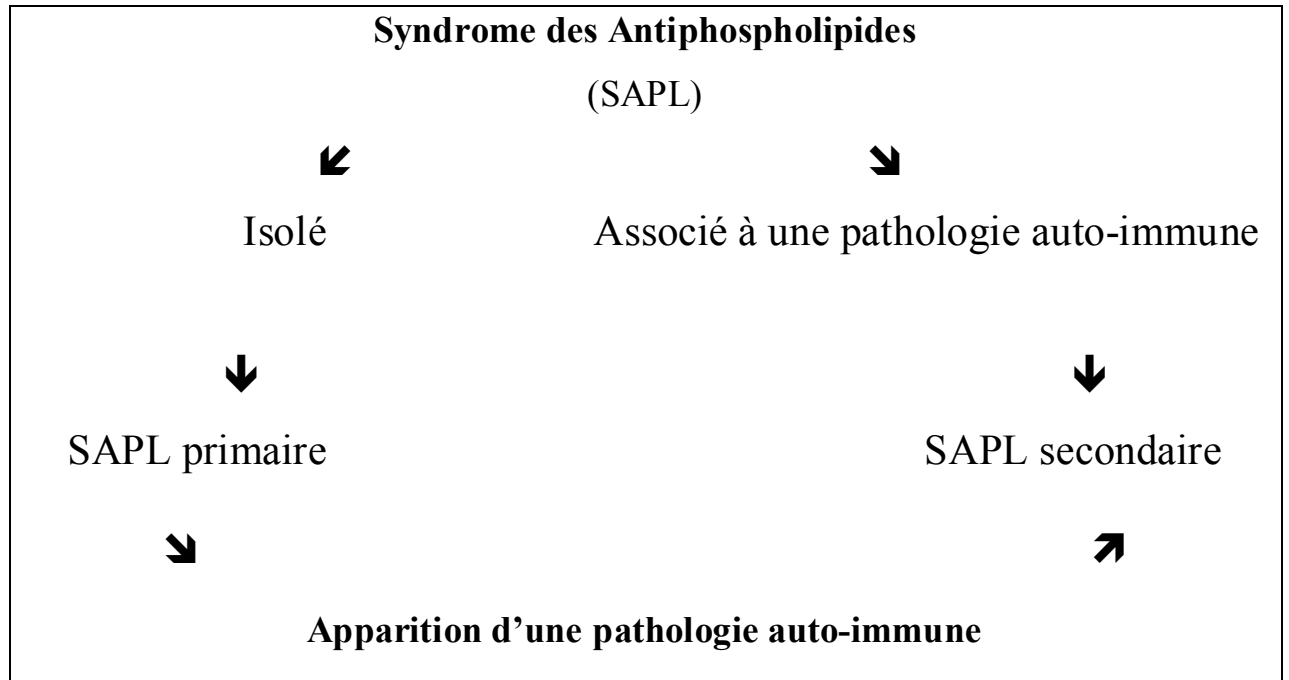 Syndrome des Antiphospholipides
(SAPL)
Isolé Associé à une pathologie auto-immune
SAPL primaire SAPL secondaire
Apparition d’une pathologie auto-immune